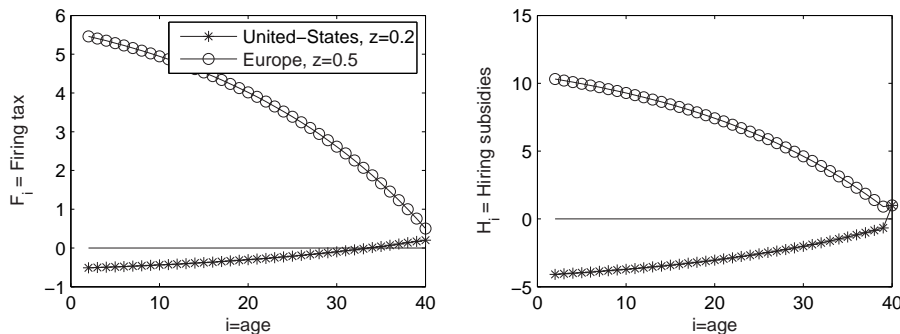 6
5
4
3
2
1
0
−1
F_i = Firing tax
United−States, z=0.2
Europe, z=0.5
0 10 20 30 40
i=age
15
10
5
0
−5
H_i = Hiring subsidies
0 10 20 30 40
i=age